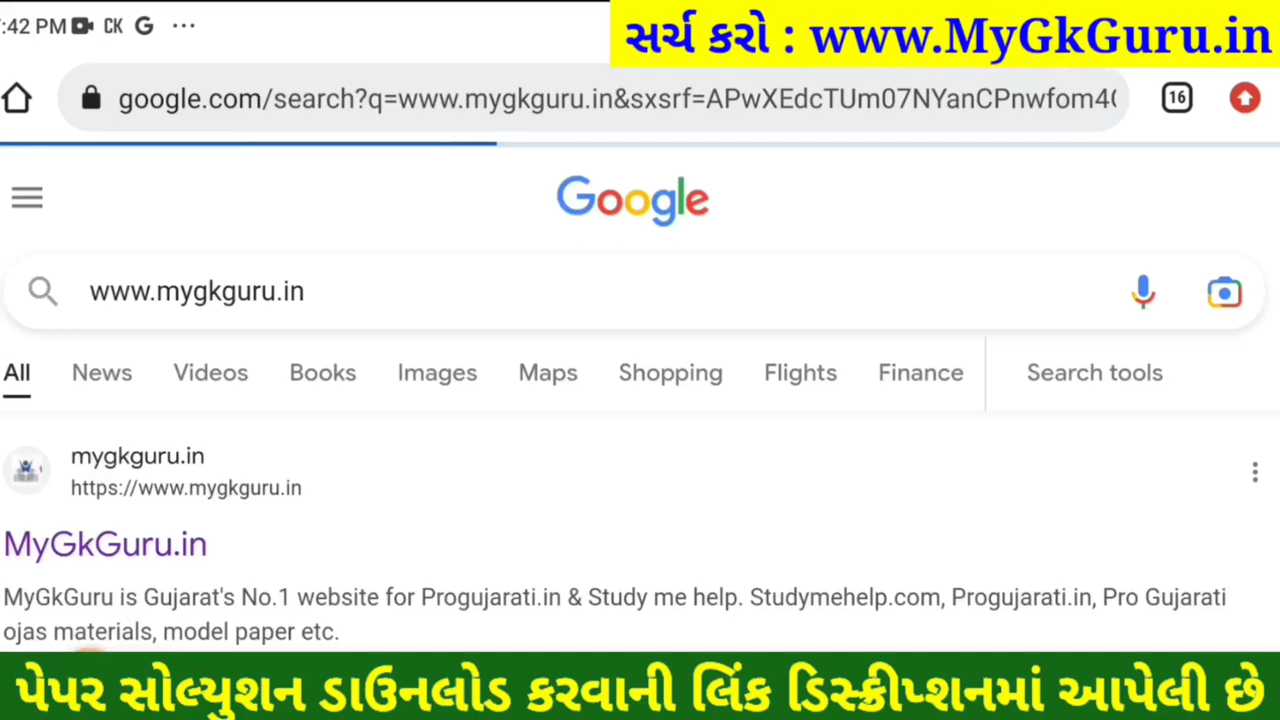 :42 PM CK G ...
સર્ચ કરો : www.MyGkGuru.in
google.com/search?q=www.mygkguru.in&sxsrf=APwXEdcTUm07NYanCPnwfom4
16
Google
www.mygkguru.in
All News Videos Books Images Maps Shopping Flights Finance Search tools
mygkguru.in
https://www.mygkguru.in
MyGkGuru.in
MyGkGuru is Gujarat's No.1 website for Progujarati.in & Study me help. Studymehelp.com, Progujarati.in, Pro Gujarati
ojas materials, model paper etc.
પેપર સોલ્યુશન ડાઉનલોડ કરવાની લિંક ડિસ્ક્રીપ્શનમાં આપેલી છે